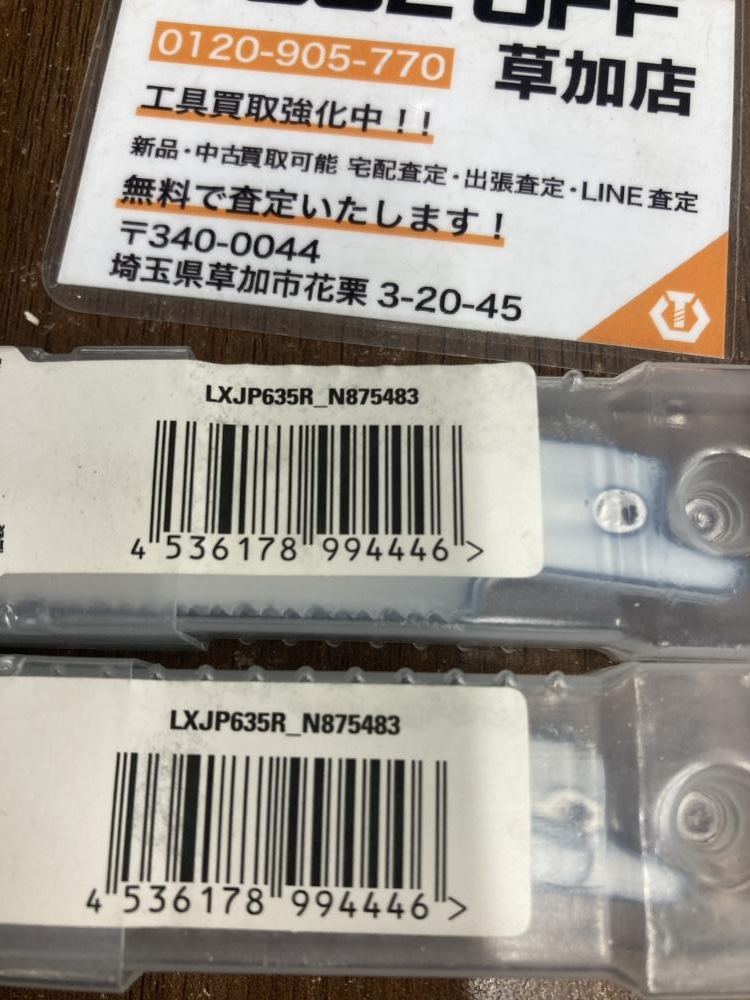 0120-905-770 草加店
工具買取強化中！！
新品・中古買取可能 宅配査定・出張査定・LINE査定
無料で査定いたします！
〒340-0044
埼玉県草加市花栗 3-20-45
LXJP635R_N875483
4 536178 994446 >
LXJP635R_N875483
4 536178 994446 >